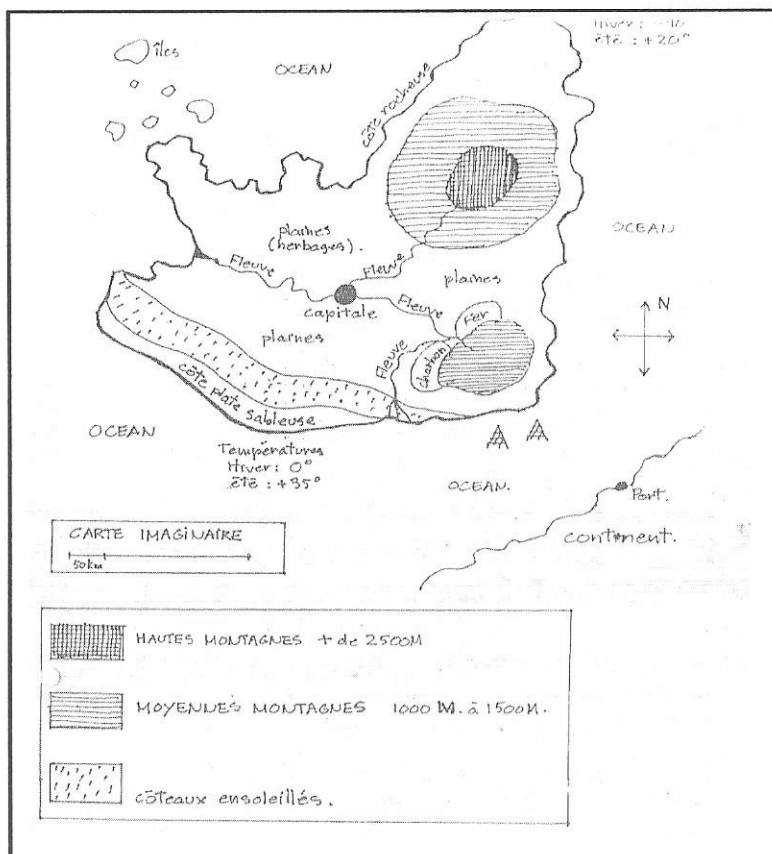 îles
OCEAN
été : +20°
côte rocheuse
OCEAN
plaines
(herbages).
Fleuve
Fleuve
plaines
Fleuve
capitale
Fer
N
plaines
Fleuve
charbon
côte plate sableuse
OCEAN
Températures
Hiver : 0°
été : +35°
OCEAN.
Port.
continent.
CARTE IMAGINAIRE
50km
HAUTES MONTAGNES + de 2500M
MOYENNES MONTAGNES 1000 M. à 1500M.
côteaux ensoleillés.